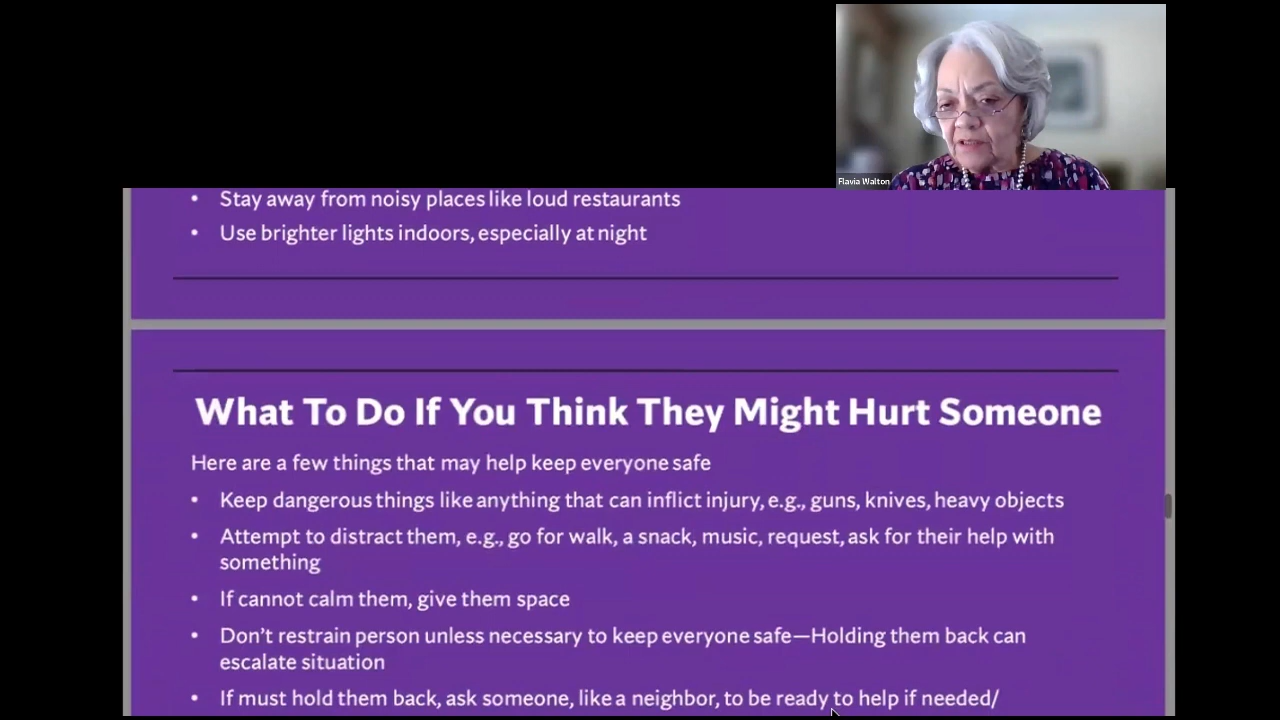 Flavia Walton
• Stay away from noisy places like loud restaurants
• Use brighter lights indoors, especially at night
What To Do If You Think They Might Hurt Someone
Here are a few things that may help keep everyone safe
• Keep dangerous things like anything that can inflict injury, e.g., guns, knives, heavy objects
• Attempt to distract them, e.g., go for walk, a snack, music, request, ask for their help with
something
• If cannot calm them, give them space
• Don’t restrain person unless necessary to keep everyone safe—Holding them back can
escalate situation
• If must hold them back, ask someone, like a neighbor, to be ready to help if needed/